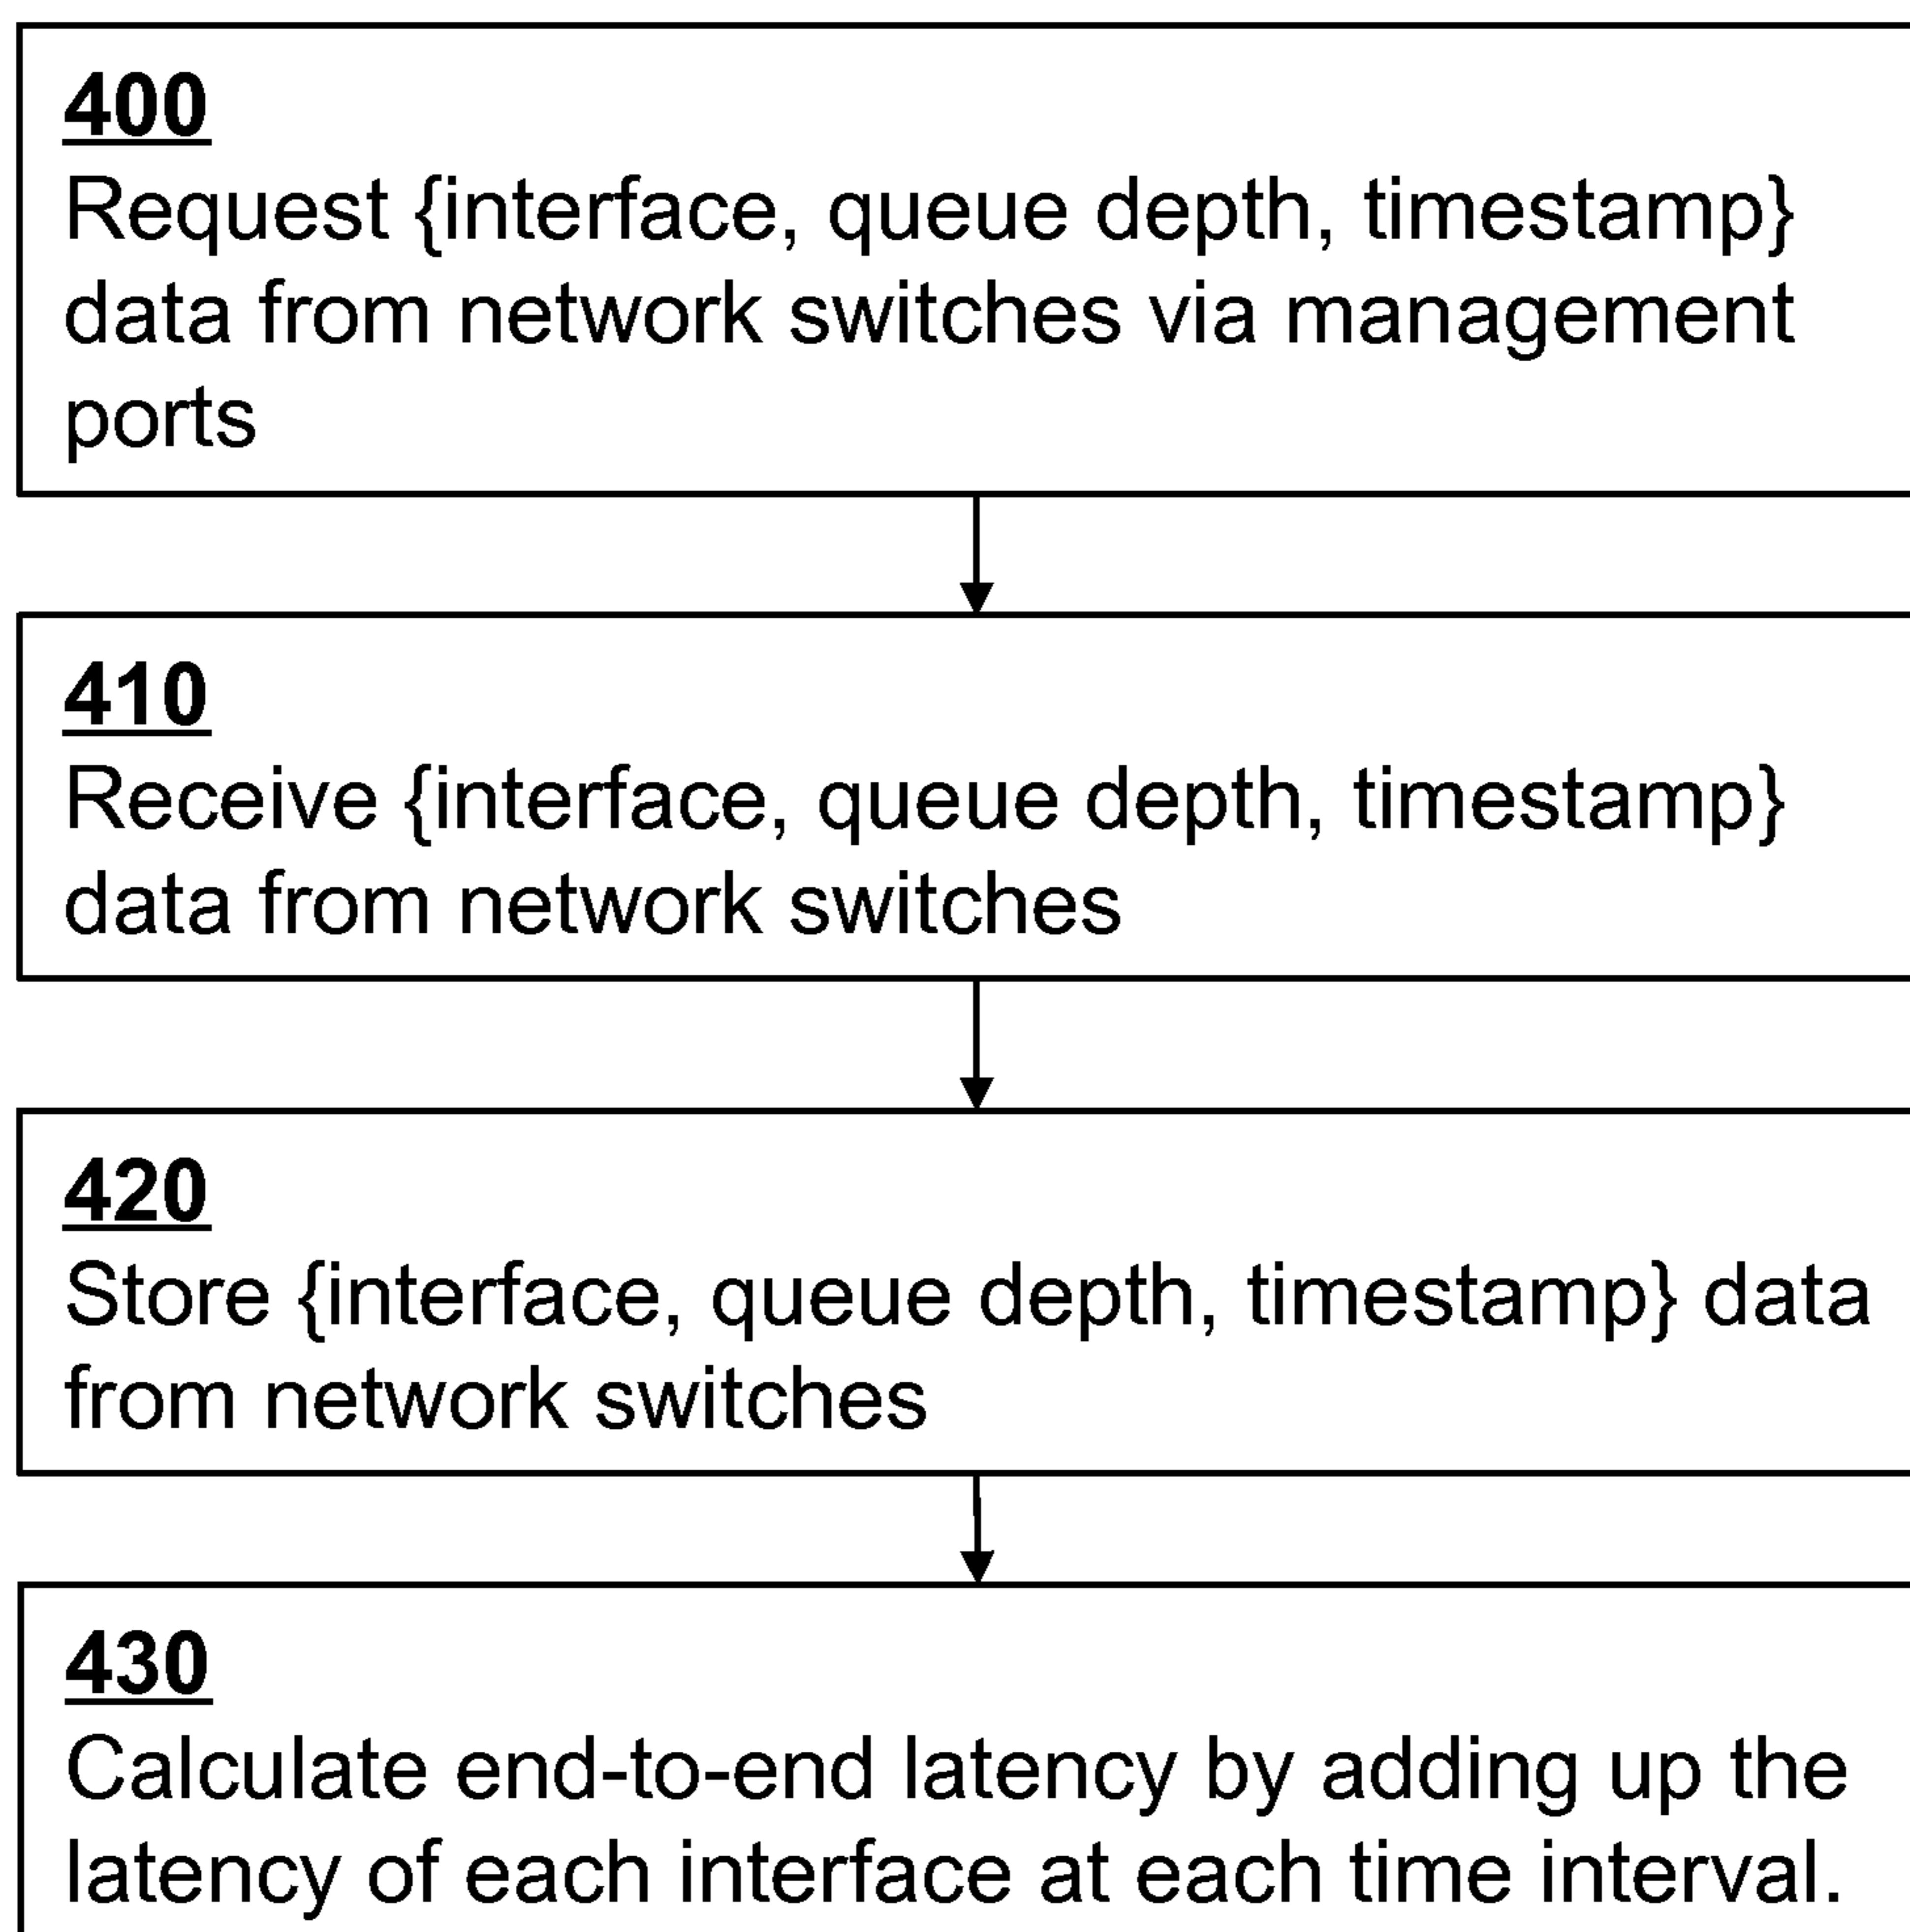 400
Request {interface, queue depth, timestamp}
data from network switches via management
ports
410
Receive {interface, queue depth, timestamp}
data from network switches
420
Store {interface, queue depth, timestamp} data
from network switches
430
Calculate end-to-end latency by adding up the
latency of each interface at each time interval.